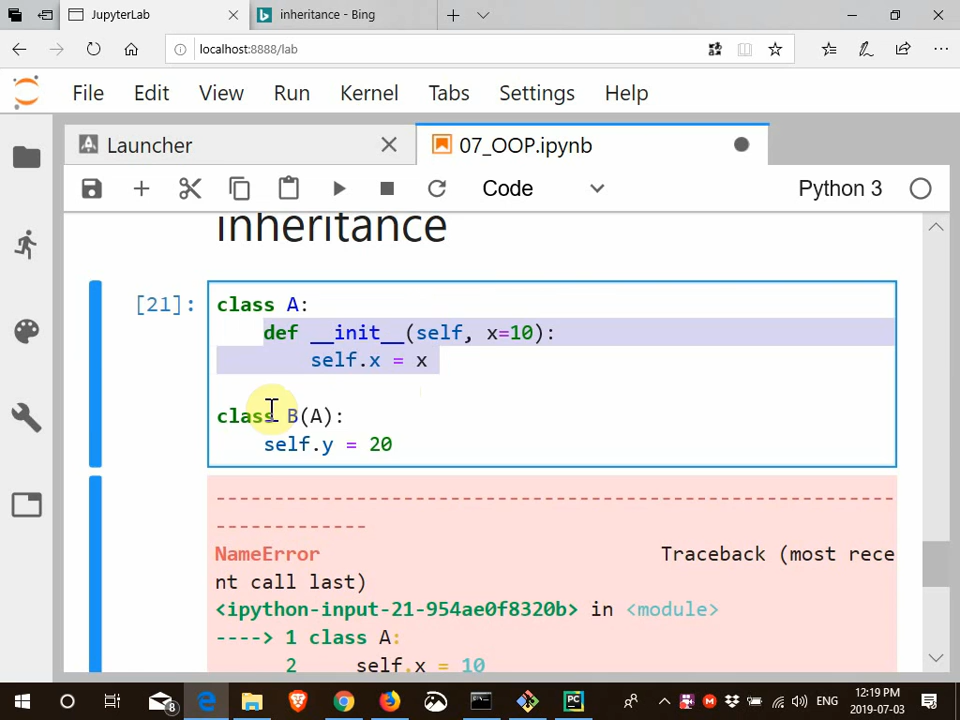 JupyterLab
inheritance - Bing
localhost:8888/lab
File Edit View Run Kernel Tabs Settings Help
Launcher
07_OOP.ipynb
Code
Python 3
inheritance
[21]:
class A:
    def __init__(self, x=10):
        self.x = x
class B(A):
    self.y = 20
---------------------------------------------------------
-------------
NameError Traceback (most rece
nt call last)
<ipython-input-21-954ae0f8320b> in <module>
----> 1 class A:
      2     self.x = 10
8
ENG
12:19 PM
2019-07-03